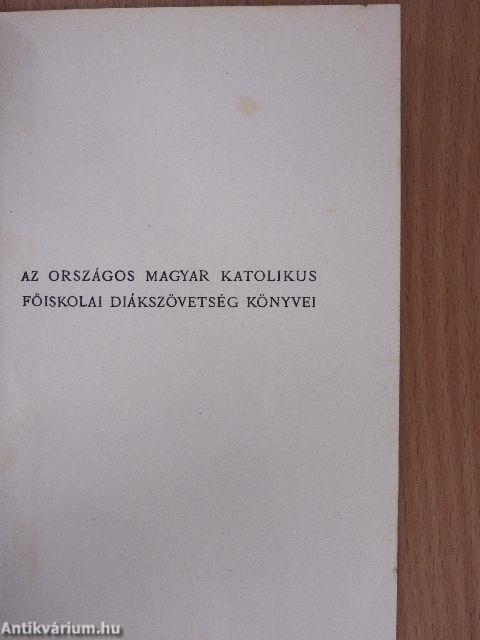 AZ ORSZÁGOS MAGYAR KATOLIKUS
FŐISKOLAI DIÁKSZÖVETSÉG KÖNYVEI
Antikvárium.hu